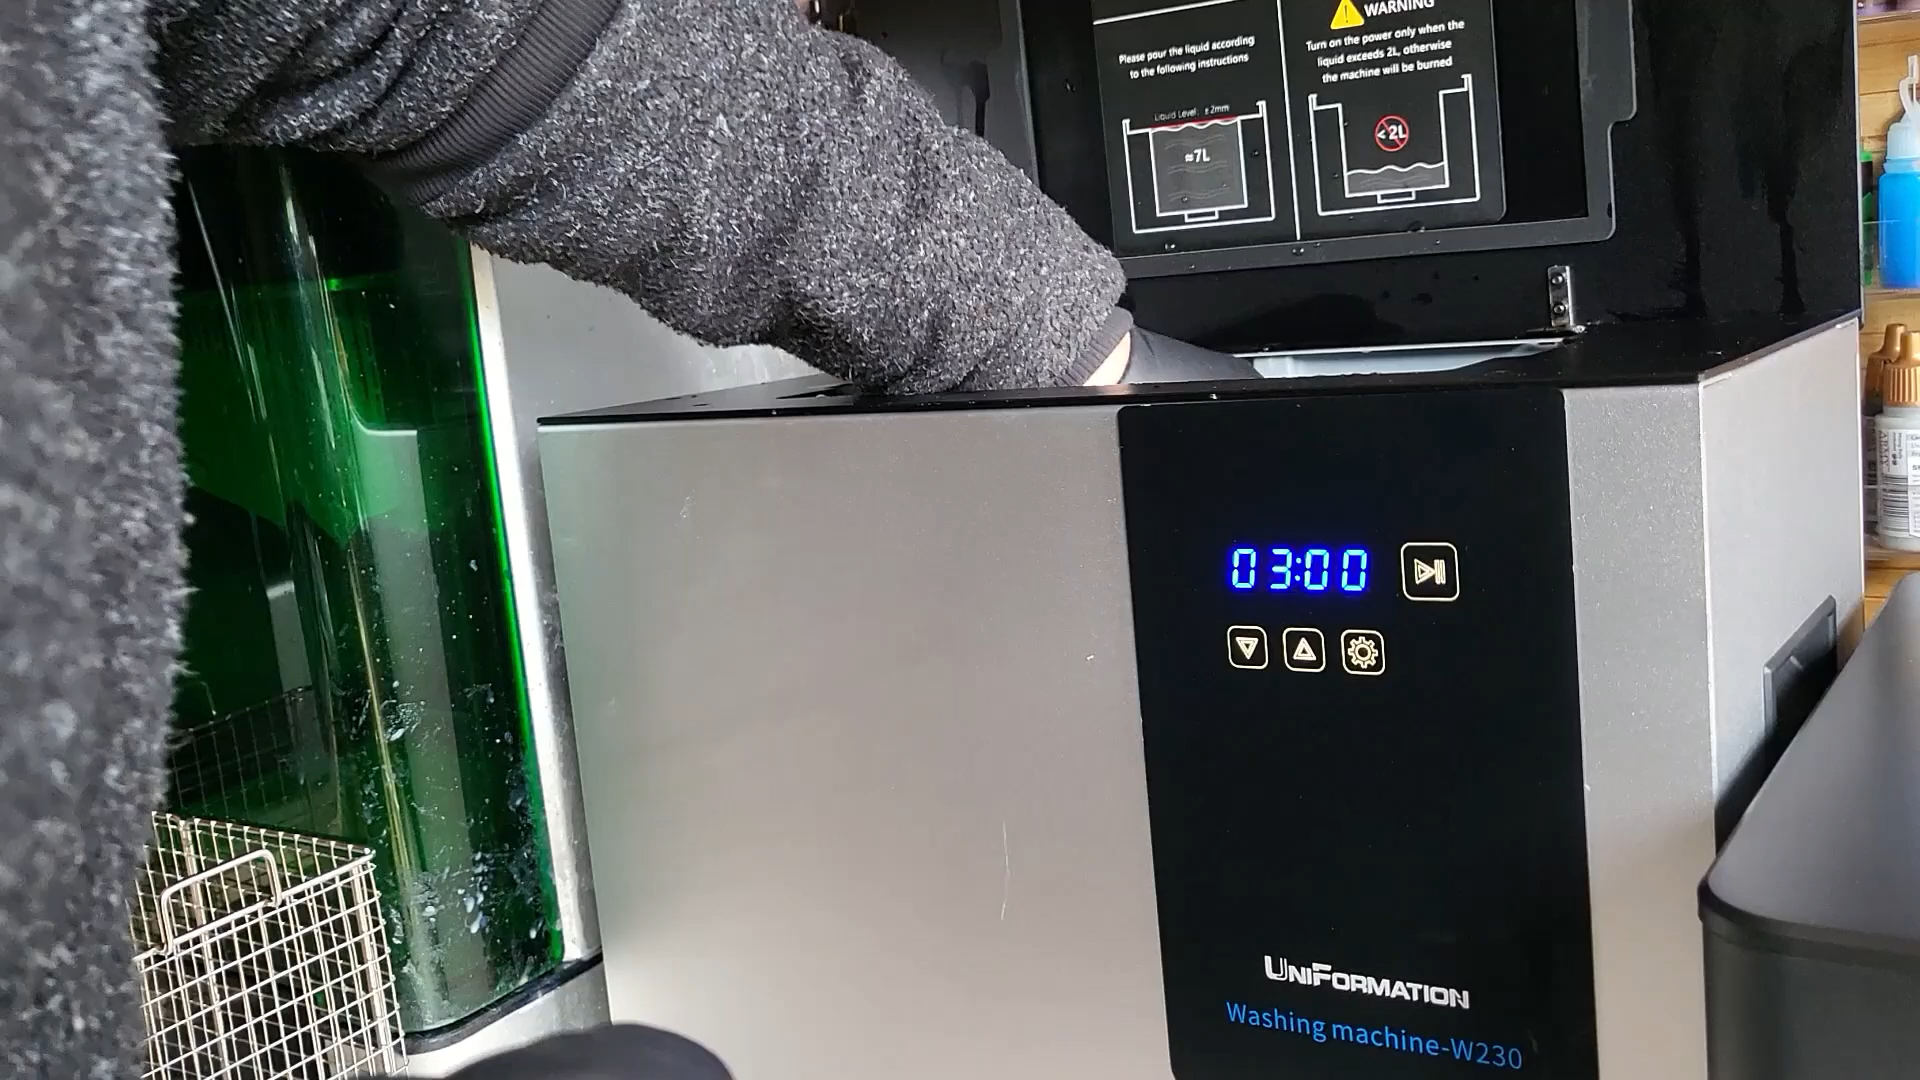 WARNING
Please pour the liquid according
to the following instructions
Turn on the power only when the
liquid exceeds 2L, otherwise
the machine will be burned
Liquid Level: ±2mm
≈7L
<2L
03:00
UNIFORMATION
Washing machine-W230
ARMY